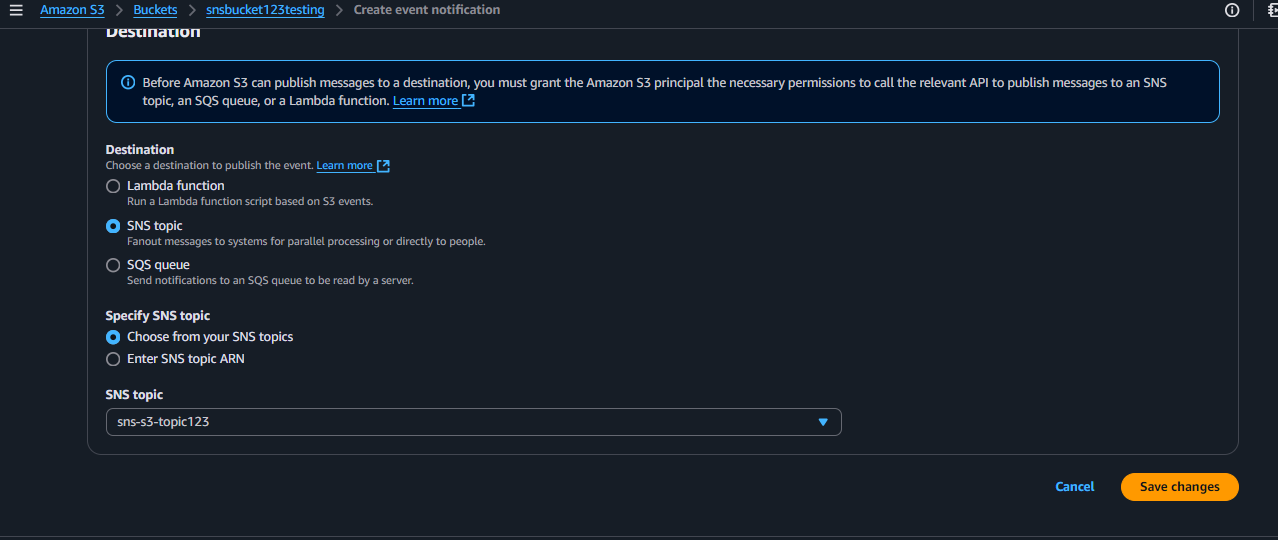 Amazon S3 > Buckets > snsbucket123testing > Create event notification
Destination
Before Amazon S3 can publish messages to a destination, you must grant the Amazon S3 principal the necessary permissions to call the relevant API to publish messages to an SNS
topic, an SQS queue, or a Lambda function. Learn more
Destination
Choose a destination to publish the event. Learn more
Lambda function
Run a Lambda function script based on S3 events.
SNS topic
Fanout messages to systems for parallel processing or directly to people.
SQS queue
Send notifications to an SQS queue to be read by a server.
Specify SNS topic
Choose from your SNS topics
Enter SNS topic ARN
SNS topic
sns-s3-topic123
Cancel
Save changes